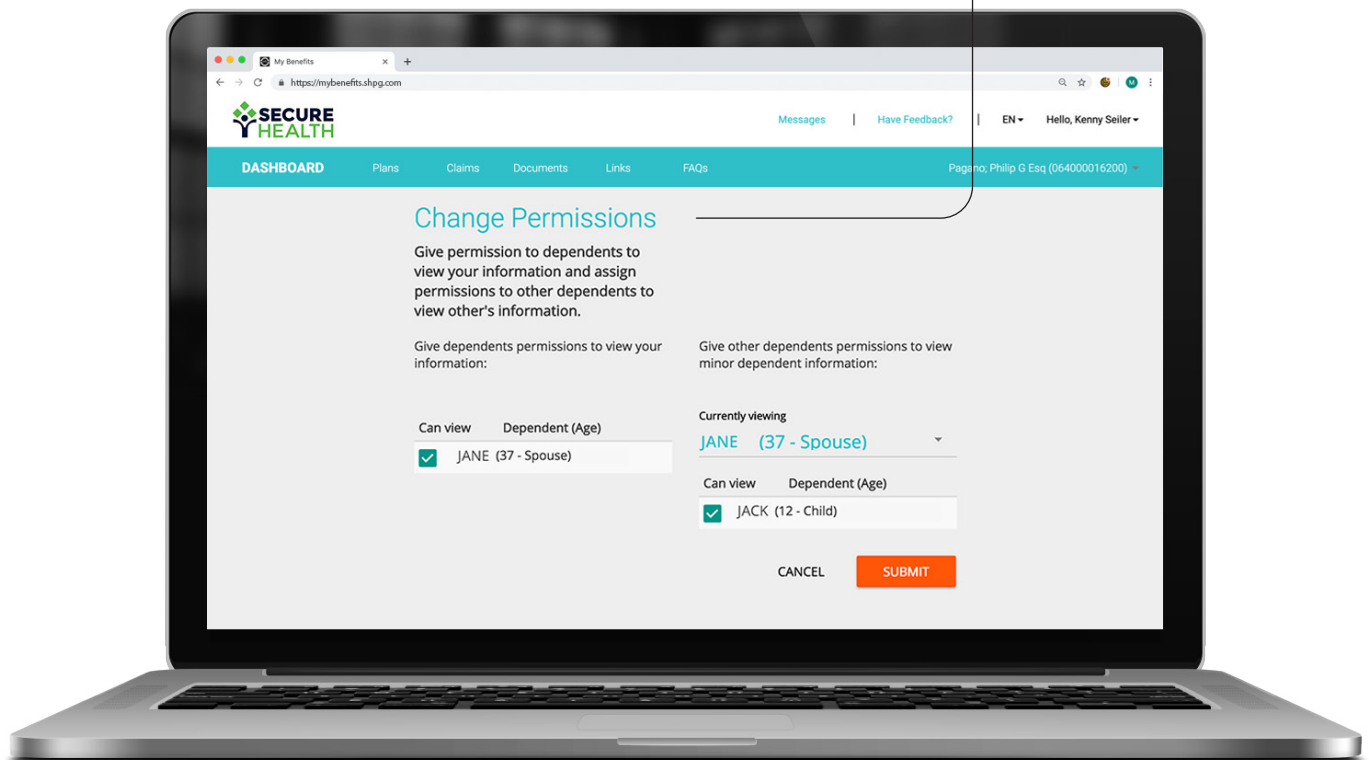 My Benefits
https://mybenefits.shpg.com
M
SECURE
HEALTH
Messages | Have Feedback? | EN Hello, Kenny Seiler
DASHBOARD Plans Claims Documents Links FAQs Pagano; Philip G Esq (064000016200)
Change Permissions
Give permission to dependents to
view your information and assign
permissions to other dependents to
view other's information.
Give dependents permissions to view your
information:
Can view Dependent (Age)
JANE (37 - Spouse)
Give other dependents permissions to view
minor dependent information:
Currently viewing
JANE (37 - Spouse)
Can view Dependent (Age)
JACK (12 - Child)
CANCEL SUBMIT